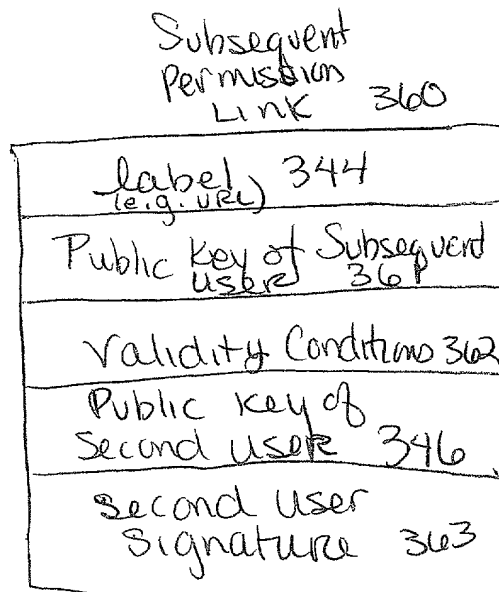 Subsequent
Permission
Link 360
label 344
(e.g. URL)
Public Key of Subsequent
user 361
Validity Conditions 362
Public Key of
Second user 346
Second User
Signature 363